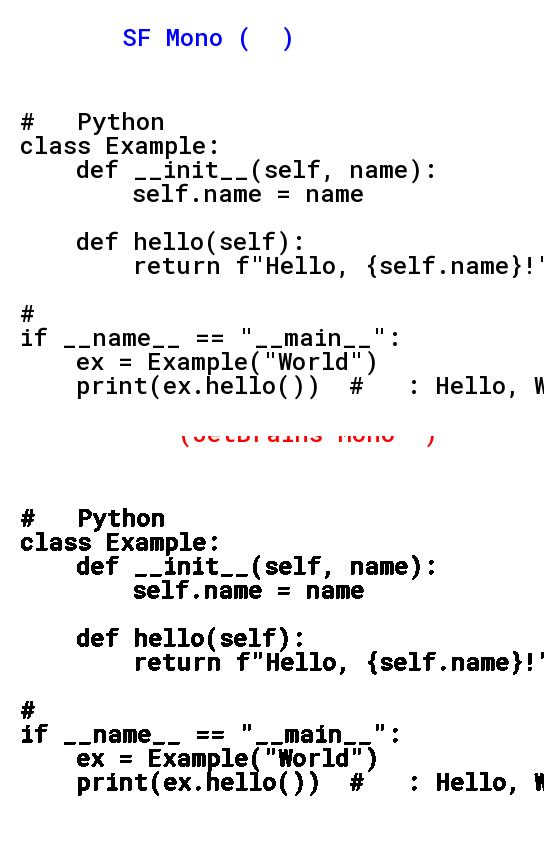 SF Mono (  )
#   Python
class Example:
    def __init__(self, name):
        self.name = name
    def hello(self):
        return f"Hello, {self.name}!"
#
if __name__ == "__main__":
    ex = Example("World")
    print(ex.hello())  #   : Hello, W
(JetBrains Mono  )
#   Python
class Example:
    def __init__(self, name):
        self.name = name
    def hello(self):
        return f"Hello, {self.name}!"
#
if __name__ == "__main__":
    ex = Example("World")
    print(ex.hello())  #   : Hello, W